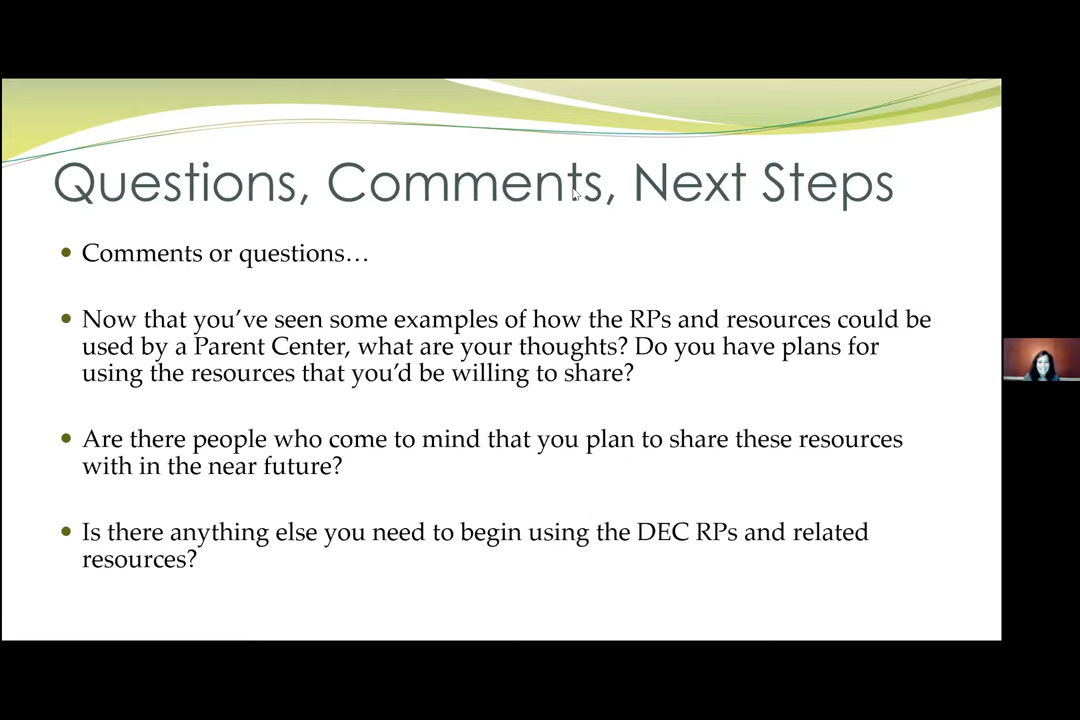 Questions, Comments, Next Steps
• Comments or questions…
• Now that you’ve seen some examples of how the RPs and resources could be
used by a Parent Center, what are your thoughts? Do you have plans for
using the resources that you’d be willing to share?
• Are there people who come to mind that you plan to share these resources
with in the near future?
• Is there anything else you need to begin using the DEC RPs and related
resources?